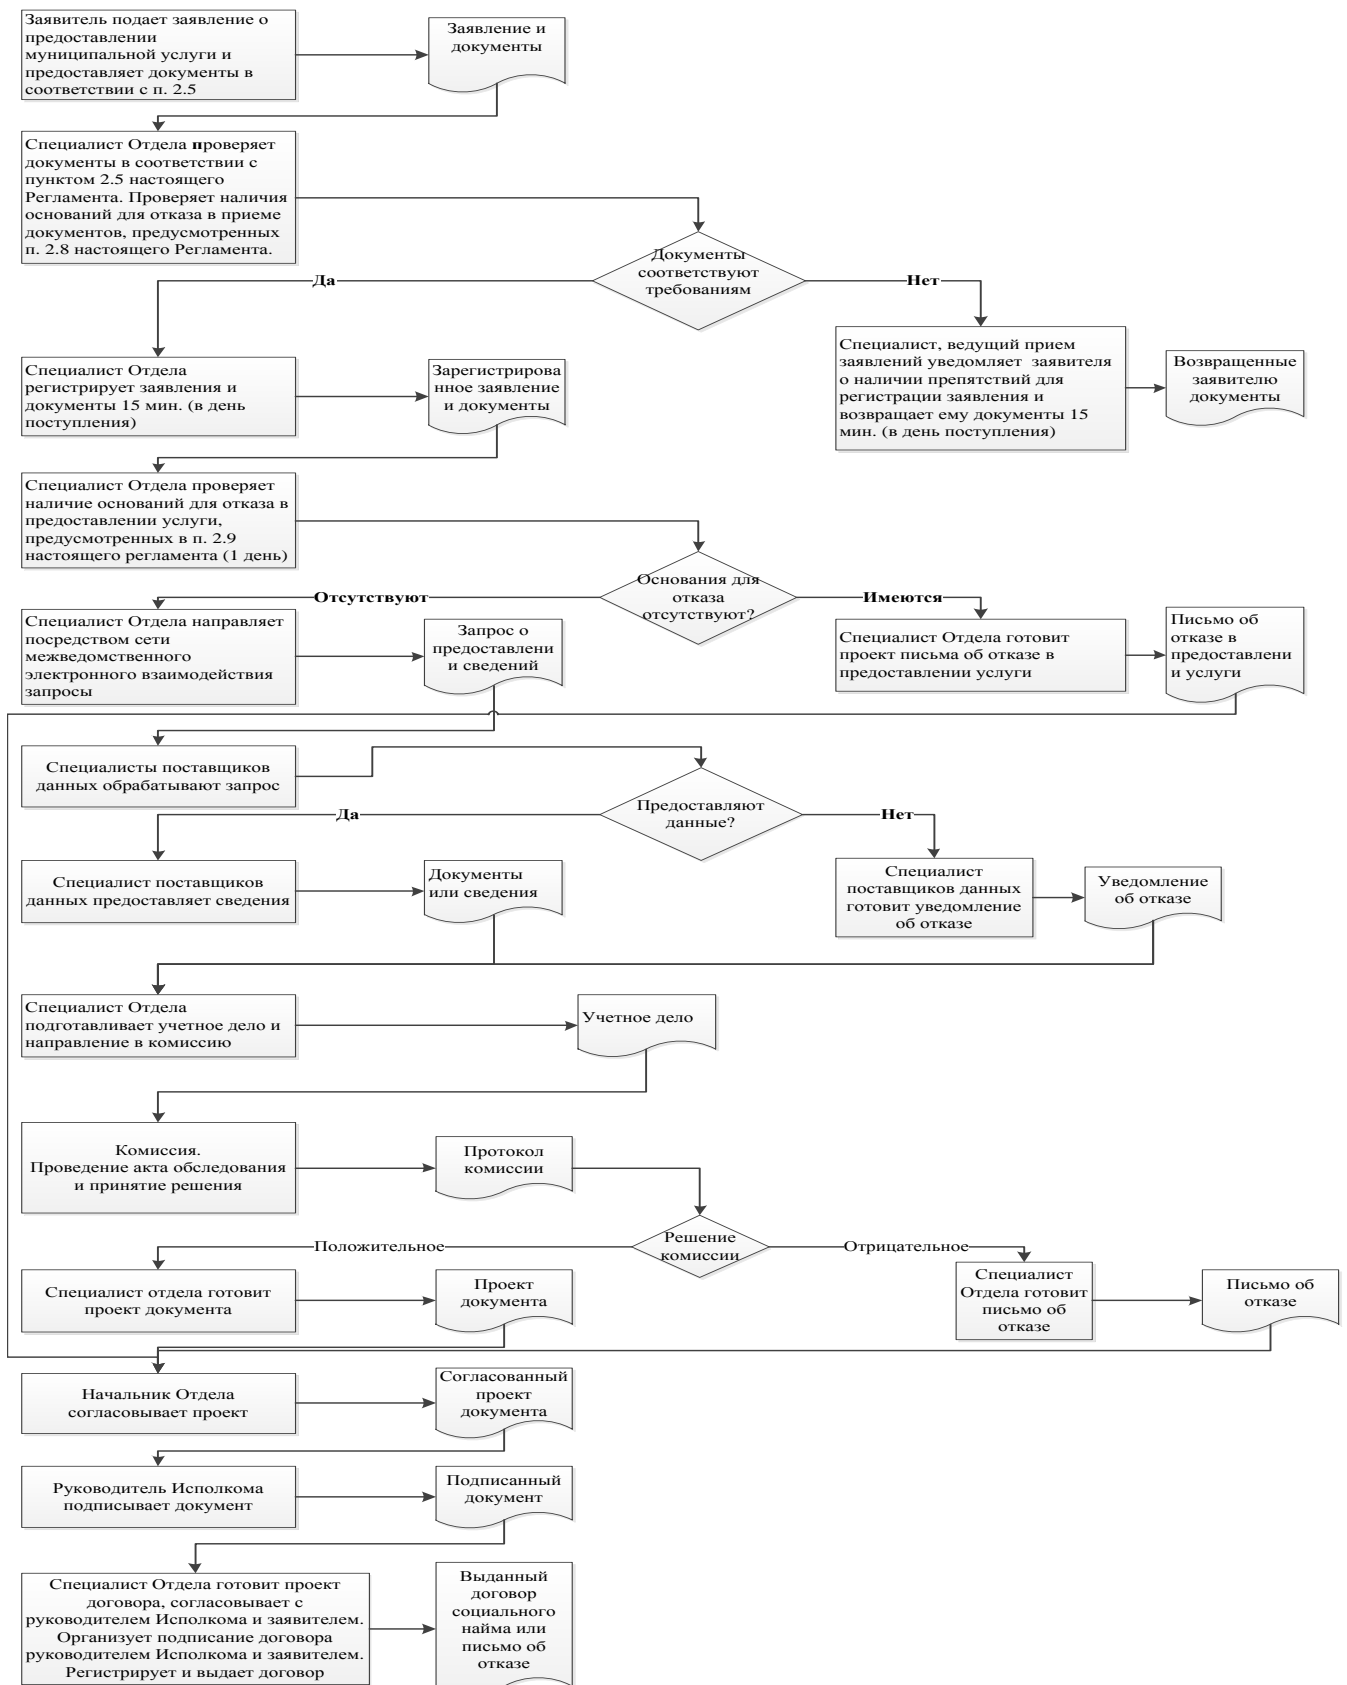 Заявитель подает заявление о
предоставлении
муниципальной услуги и
предоставляет документы в
соответствии с п. 2.5
Заявление и
документы
Специалист Отдела проверяет
документы в соответствии с
пунктом 2.5 настоящего
Регламента. Проверяет наличия
оснований для отказа в приеме
документов, предусмотренных
п. 2.8 настоящего Регламента.
Документы
соответствуют
требованиям
Да
Нет
Специалист Отдела
регистрирует заявления и
документы 15 мин. (в день
поступления)
Зарегистрирова
нное заявление
и документы
Специалист, ведущий прием
заявлений уведомляет заявителя
о наличии препятствий для
регистрации заявления и
возвращает ему документы 15
мин. (в день поступления)
Возвращенные
заявителю
документы
Специалист Отдела проверяет
наличие оснований для отказа в
предоставлении услуги,
предусмотренных в п. 2.9
настоящего регламента (1 день)
Основания для
отказа
отсутствуют?
Отсутствуют
Имеются
Специалист Отдела направляет
посредством сети
межведомственного
электронного взаимодействия
запросы
Запрос о
предоставлени
и сведений
Специалист Отдела готовит
проект письма об отказе в
предоставлении услуги
Письмо об
отказе в
предоставлени
и услуги
Специалисты поставщиков
данных обрабатывают запрос
Предоставляют
данные?
Да
Нет
Специалист поставщиков
данных предоставляет сведения
Документы
или сведения
Специалист
поставщиков данных
готовит уведомление
об отказе
Уведомление
об отказе
Специалист Отдела
подготавливает учетное дело и
направление в комиссию
Учетное дело
Комиссия.
Проведение акта обследования
и принятие решения
Протокол
комиссии
Решение
комиссии
Положительное
Отрицательное
Специалист отдела готовит
проект документа
Проект
документа
Специалист
Отдела готовит
письмо об
отказе
Письмо об
отказе
Начальник Отдела
согласовывает проект
Согласованный
проект
документа
Руководитель Исполкома
подписывает документ
Подписанный
документ
Специалист Отдела готовит проект
договора, согласовывает с
руководителем Исполкома и заявителем.
Организует подписание договора
руководителем Исполкома и заявителем.
Регистрирует и выдает договор
Выданный
договор
социального
найма или
письмо об
отказе